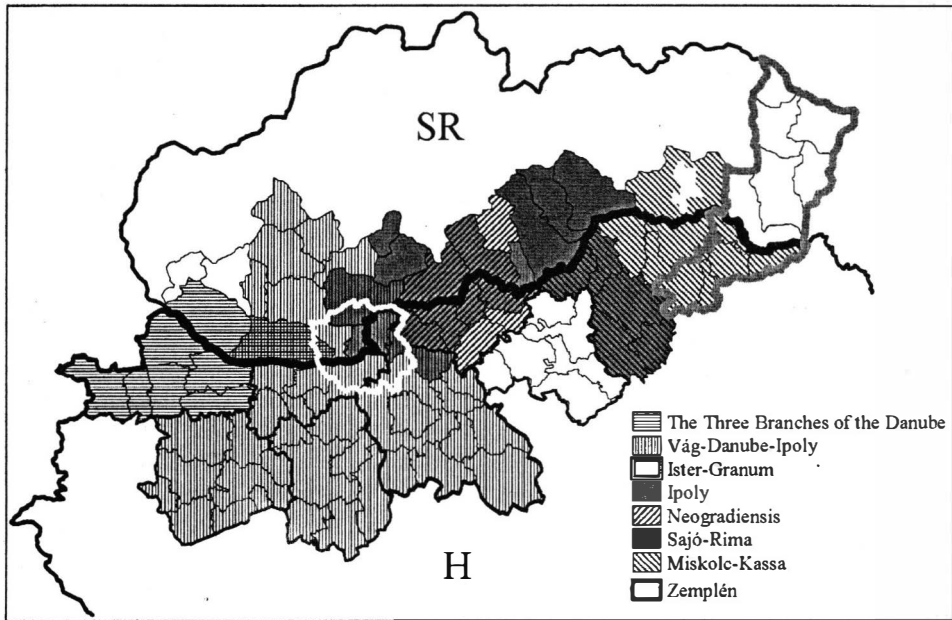 SR
The Three Branches of the Danube
Vág-Danube-Ipoly
Ister-Granum
Ipoly
Neogradiensis
Sajó-Rima
Miskolc-Kassa
Zemplén
H